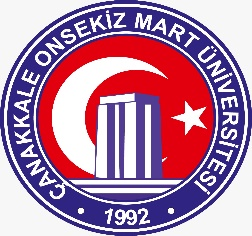 ÇANAKKALE ONSEKİZ MART ÜNİVERSİTESİ
· 1992 ·